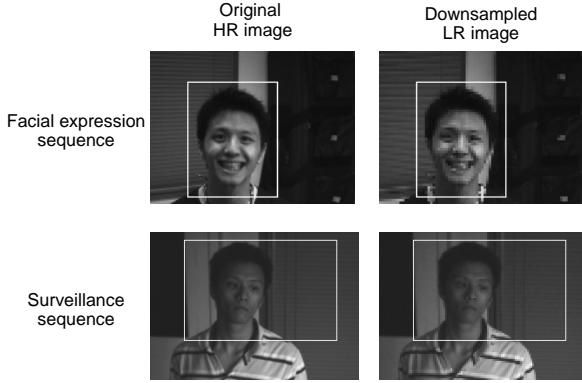 Original
HR image
Downsampled
LR image
Facial expression
sequence
Surveillance
sequence